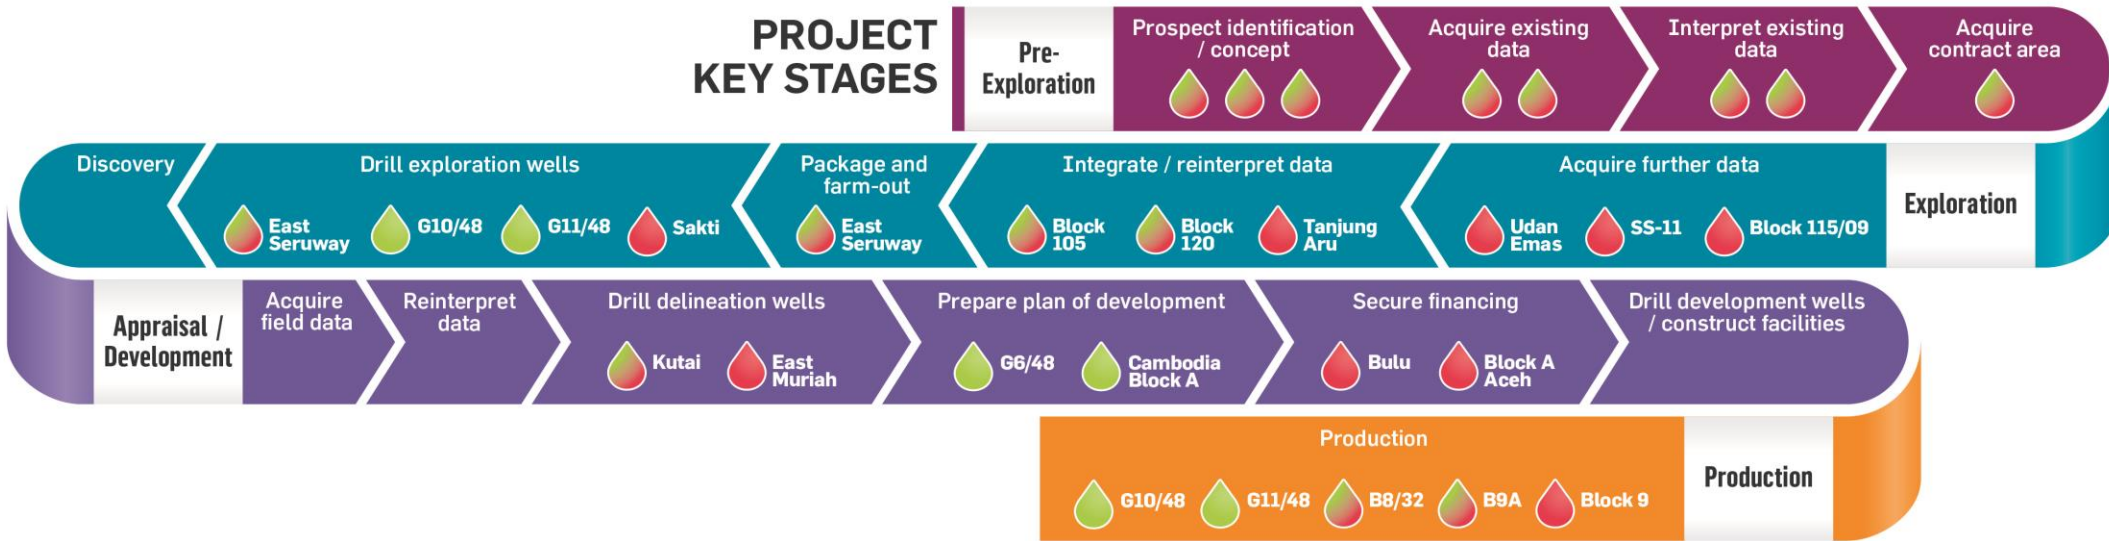 PROJECT
KEY STAGES
Pre-
Exploration
Prospect identification
/ concept
Acquire existing
data
Interpret existing
data
Acquire
contract area
Exploration
Acquire further data
Udan
Emas
SS-11
Block 115/09
Integrate / reinterpret data
Block
105
Block
120
Tanjung
Aru
Package and
farm-out
East
Seruway
Drill exploration wells
East
Seruway
G10/48
G11/48
Sakti
Discovery
Appraisal /
Development
Acquire
field data
Reinterpret
data
Drill delineation wells
Kutai
East
Muriah
Prepare plan of development
G6/48
Cambodia
Block A
Secure financing
Bulu
Block A
Aceh
Drill development wells
/ construct facilities
Production
Production
G10/48
G11/48
B8/32
B9A
Block 9